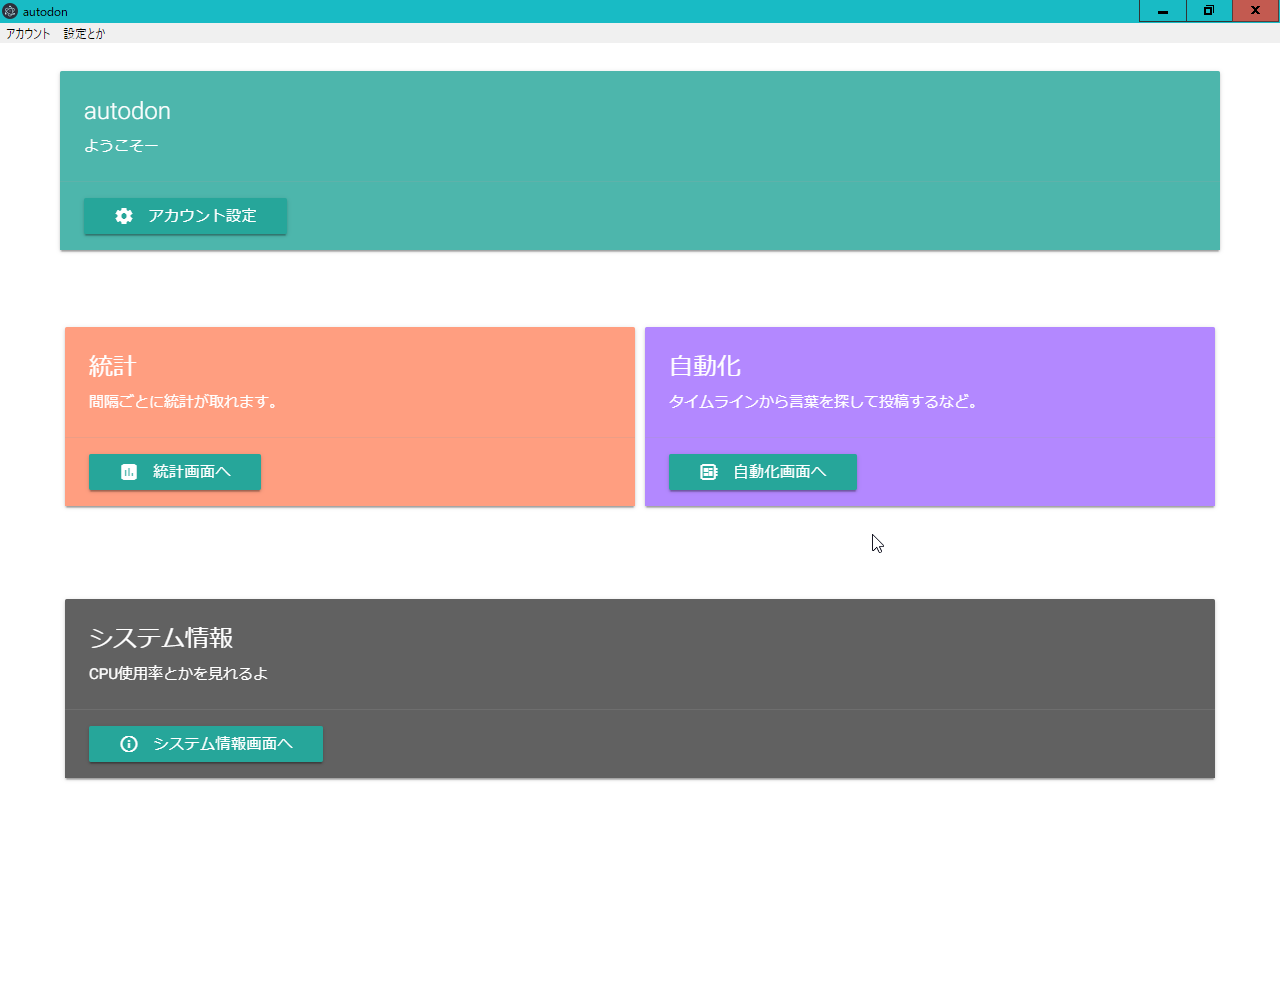 autodon
アカウント 設定とか
autodon
ようこそー
アカウント設定
統計
間隔ごとに統計が取れます。
統計画面へ
自動化
タイムラインから言葉を探して投稿するなど。
自動化画面へ
システム情報
CPU使用率とかを見れるよ
システム情報画面へ